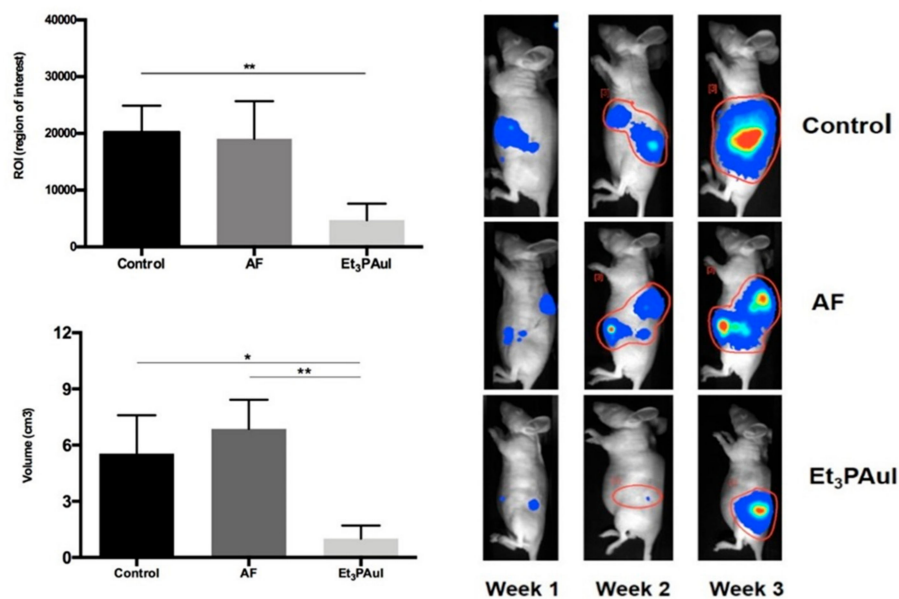 40000
30000
20000
10000
0
ROI (region of interest)
**
Control
AF
Et₃PAuI
12
9
6
3
0
Volume (cm3)
*
**
Control
AF
Et₃PAuI
Control
AF
Et₃PAuI
Week 1
Week 2
Week 3